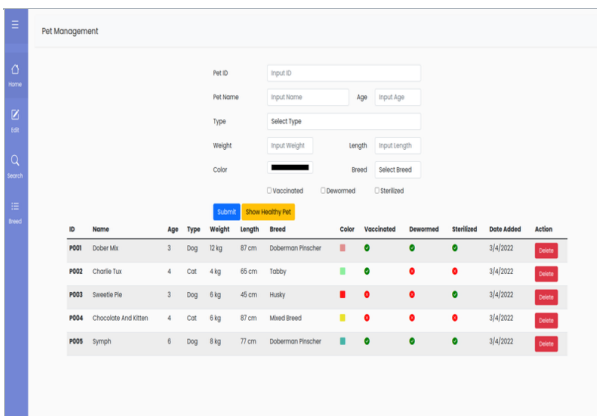 Pet Management
Home
Edit
Search
Breed
Pet ID Input ID
Pet Name Input Name Age Input Age
Type Select Type
Weight Input Weight Length Input Length
Color Breed Select Breed
Vaccinated Dewormed Sterilized
Submit Show Healthy Pet
ID Name Age Type Weight Length Breed Color Vaccinated Dewormed Sterilized Date Added Action
P001 Dober Mix 3 Dog 12 kg 87 cm Doberman Pinscher 3/4/2022 Delete
P002 Charlie Tux 4 Cat 4 kg 65 cm Tabby 3/4/2022 Delete
P003 Sweetie Pie 3 Dog 6 kg 45 cm Husky 3/4/2022 Delete
P004 Chocolate And Kitten 4 Cat 6 kg 87 cm Mixed Breed 3/4/2022 Delete
P005 Symph 6 Dog 8 kg 77 cm Doberman Pinscher 3/4/2022 Delete